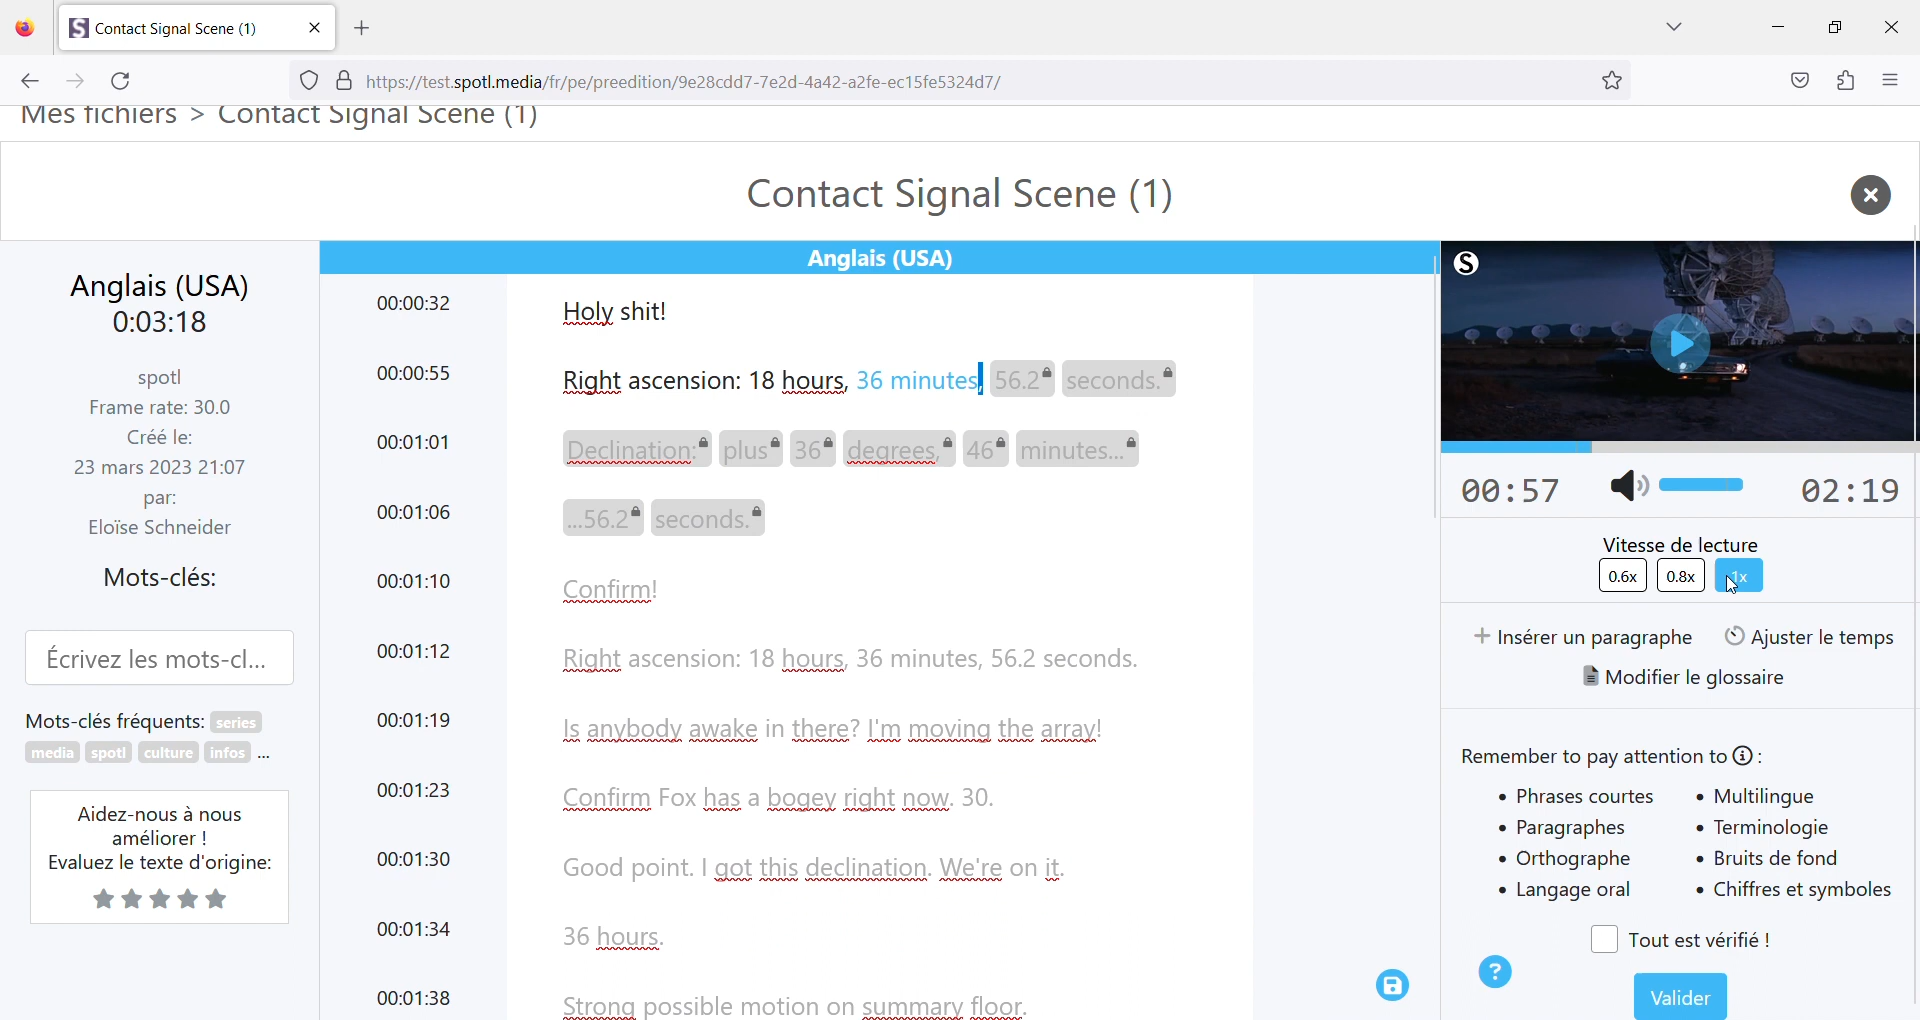 Contact Signal Scene (1)
https://test.spotl.media/fr/pe/preedition/9e28cdd7-7e2d-4a42-a2fe-ec15fe5324d7/
Mes fichiers > Contact Signal Scene (1)
Contact Signal Scene (1)
Anglais (USA)
0:03:18
spotl
Frame rate: 30.0
Créé le:
23 mars 2023 21:07
par:
Eloïse Schneider
Mots-clés:
Écrivez les mots-cl...
Mots-clés fréquents: series
media spotl culture infos ...
Aidez-nous à nous
améliorer !
Evaluez le texte d'origine:
Anglais (USA)
00:00:32 Holy shit!
00:00:55 Right ascension: 18 hours, 36 minutes, 56.2 seconds.
00:01:01 Declination: plus 36 degrees, 46 minutes...
00:01:06 ...56.2 seconds.
00:01:10 Confirm!
00:01:12 Right ascension: 18 hours, 36 minutes, 56.2 seconds.
00:01:19 Is anybody awake in there? I'm moving the array!
00:01:23 Confirm Fox has a bogey right now. 30.
00:01:30 Good point. I got this declination. We're on it.
00:01:34 36 hours.
00:01:38 Strong possible motion on summary floor.
S
00:57 02:19
Vitesse de lecture
0.6x 0.8x 1x
+ Insérer un paragraphe Ajuster le temps
Modifier le glossaire
Remember to pay attention to :
• Phrases courtes • Multilingue
• Paragraphes • Terminologie
• Orthographe • Bruits de fond
• Langage oral • Chiffres et symboles
Tout est vérifié !
?
Valider